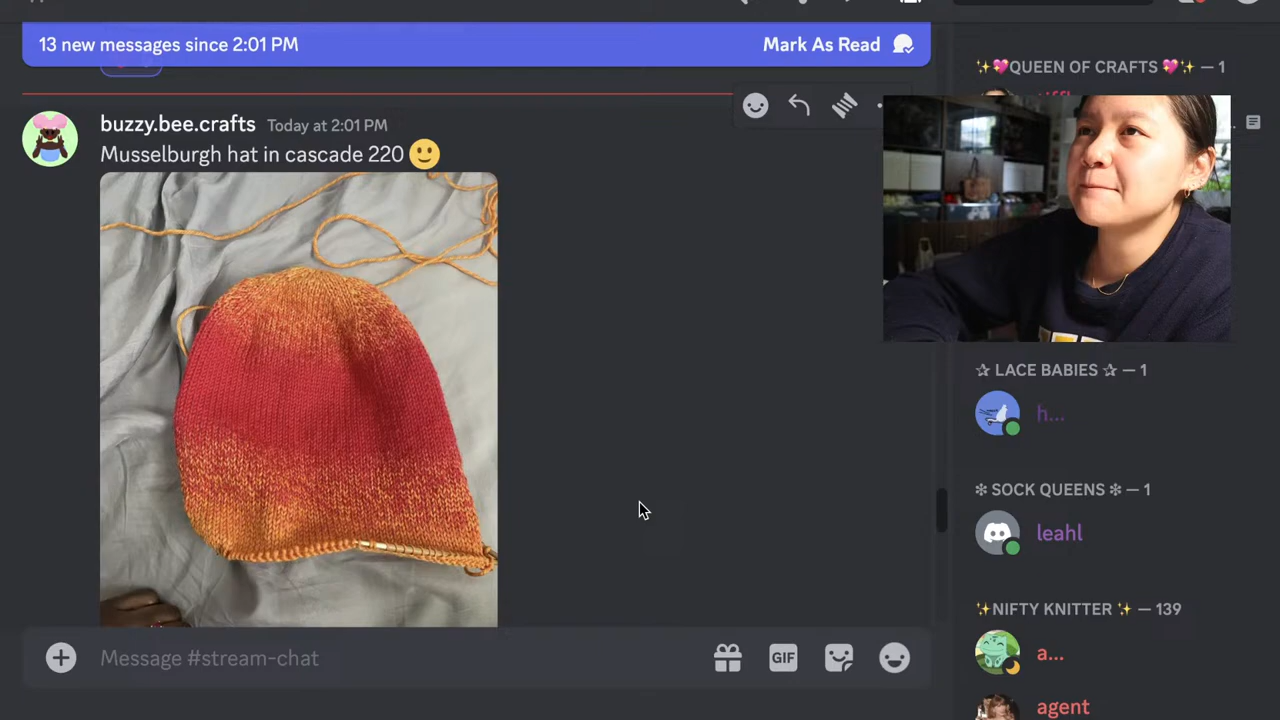 13 new messages since 2:01 PM
Mark As Read
buzzy.bee.crafts Today at 2:01 PM
Musselburgh hat in cascade 220 🙂
Message #stream-chat
GIF
✨💖QUEEN OF CRAFTS 💖✨ — 1
✰ LACE BABIES ✰ — 1
h...
❇ SOCK QUEENS ❇ — 1
leahl
✨NIFTY KNITTER ✨ — 139
a...
agent